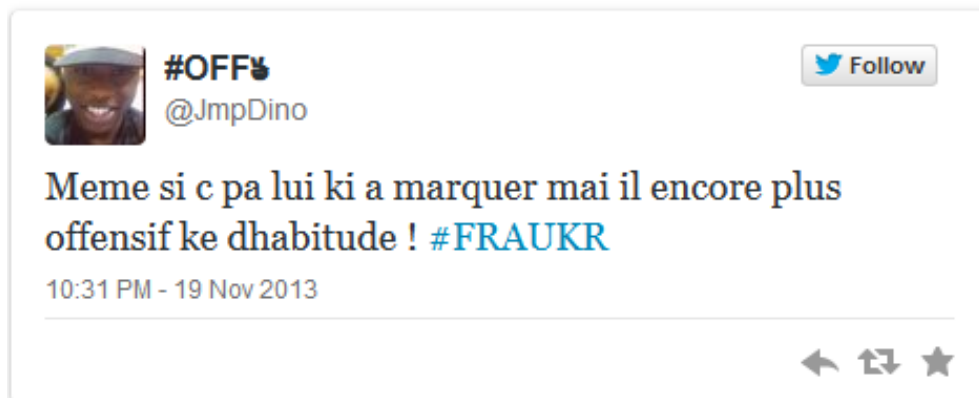 #OFF✌
@JmpDino
Follow
Meme si c pa lui ki a marquer mai il encore plus
offensif ke dhabitude ! #FRAUKR
10:31 PM - 19 Nov 2013